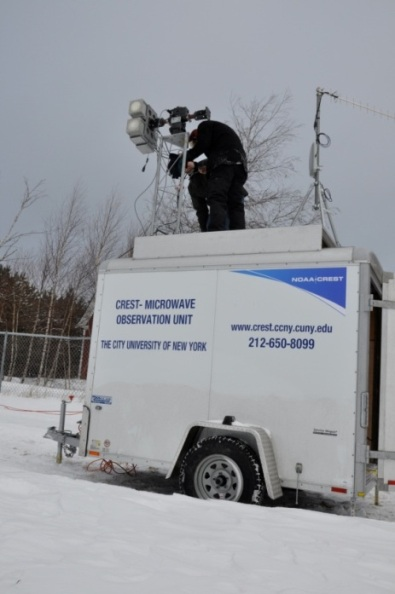 NOAA/CREST
CREST- MICROWAVE
OBSERVATION UNIT
THE CITY UNIVERSITY OF NEW YORK
www.crest.ccny.cuny.edu
212-650-8099